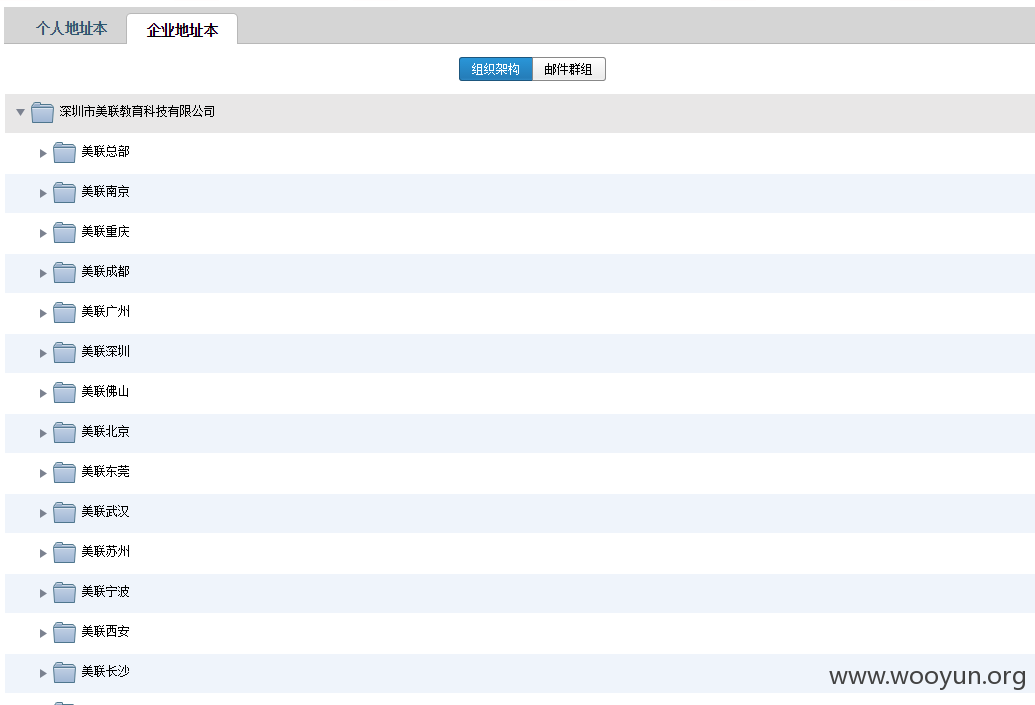 个人地址本 企业地址本
组织架构 邮件群组
深圳市美联教育科技有限公司
美联总部
美联南京
美联重庆
美联成都
美联广州
美联深圳
美联佛山
美联北京
美联东莞
美联武汉
美联苏州
美联宁波
美联西安
美联长沙
www.wooyun.org